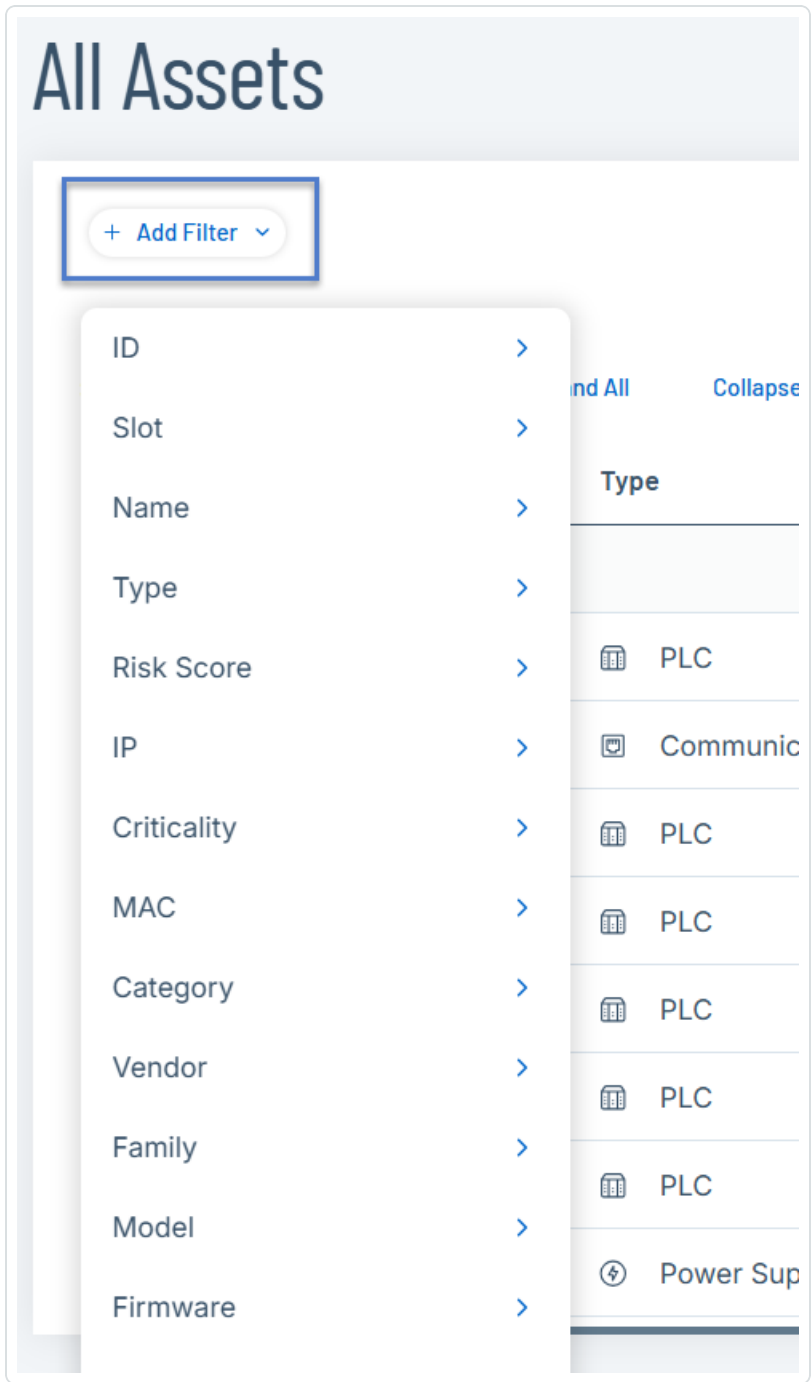 All Assets
+ Add Filter
ID
Slot
Name
Type
Risk Score
IP
Criticality
MAC
Category
Vendor
Family
Model
Firmware
nd All Collapse
Type
PLC
Communic
PLC
PLC
PLC
PLC
PLC
Power Sup